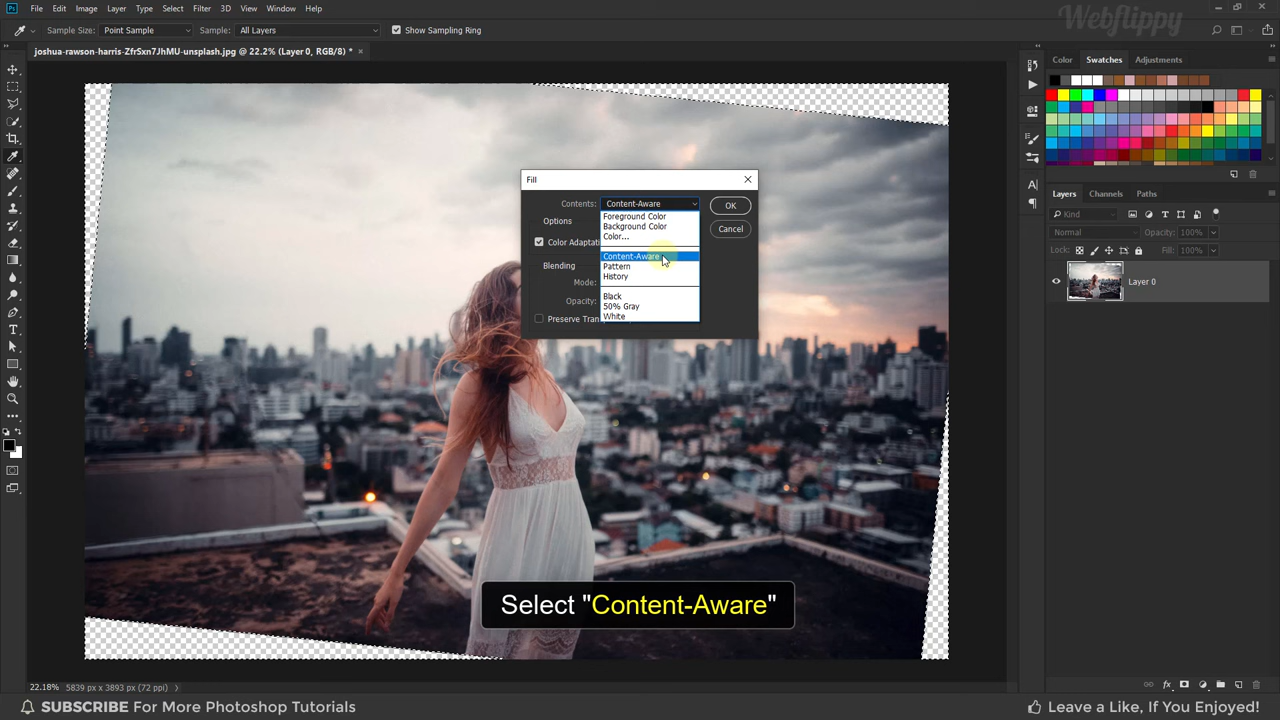 Ps File Edit Image Layer Type Select Filter 3D View Window Help
Webflippy
Sample Size: Point Sample Sample: All Layers Show Sampling Ring
joshua-rawson-harris-ZfrSxn7JhMU-unsplash.jpg @ 22.2% (Layer 0, RGB/8) *
Color Swatches Adjustments
Fill
Contents: Content-Aware OK
Foreground Color
Options Background Color Cancel
Color...
Color Adaptati
Content-Aware
Blending Pattern
History
Mode:
Black
Opacity: 50% Gray
Preserve Tran White
Layers Channels Paths
Kind
Normal Opacity: 100%
Lock: Fill: 100%
Layer 0
Select "Content-Aware"
22.18% 5839 px x 3893 px (72 ppi)
SUBSCRIBE For More Photoshop Tutorials
Leave a Like, If You Enjoyed!